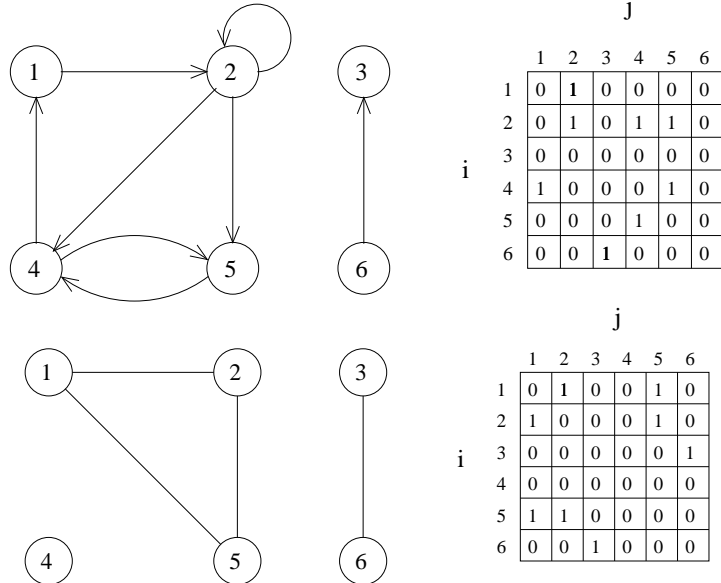 j
1 2 3 4 5 6
1 0 1 0 0 0 0
2 0 1 0 1 1 0
3 0 0 0 0 0 0
i
4 1 0 0 0 1 0
5 0 0 0 1 0 0
6 0 0 1 0 0 0
1 2 3
4 5 6
j
1 2 3 4 5 6
1 0 1 0 0 1 0
2 1 0 0 0 1 0
3 0 0 0 0 0 1
i
4 0 0 0 0 0 0
5 1 1 0 0 0 0
6 0 0 1 0 0 0
1 2 3
4 5 6